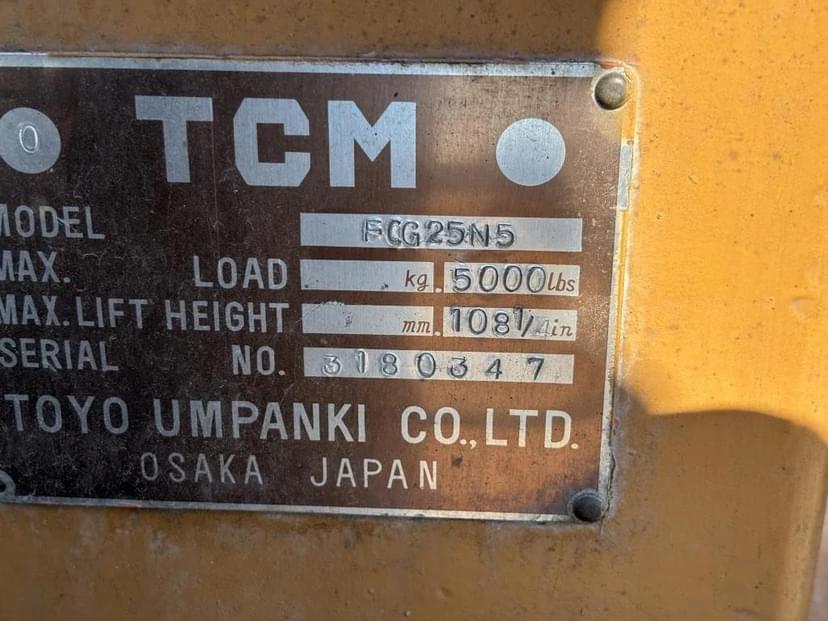 TCM
0
MODEL FCG25N5
MAX. LOAD kg. 5000 lbs
MAX. LIFT HEIGHT mm. 108 1/4 in
SERIAL NO. 3180347
TOYO UMPANKI CO., LTD.
OSAKA JAPAN